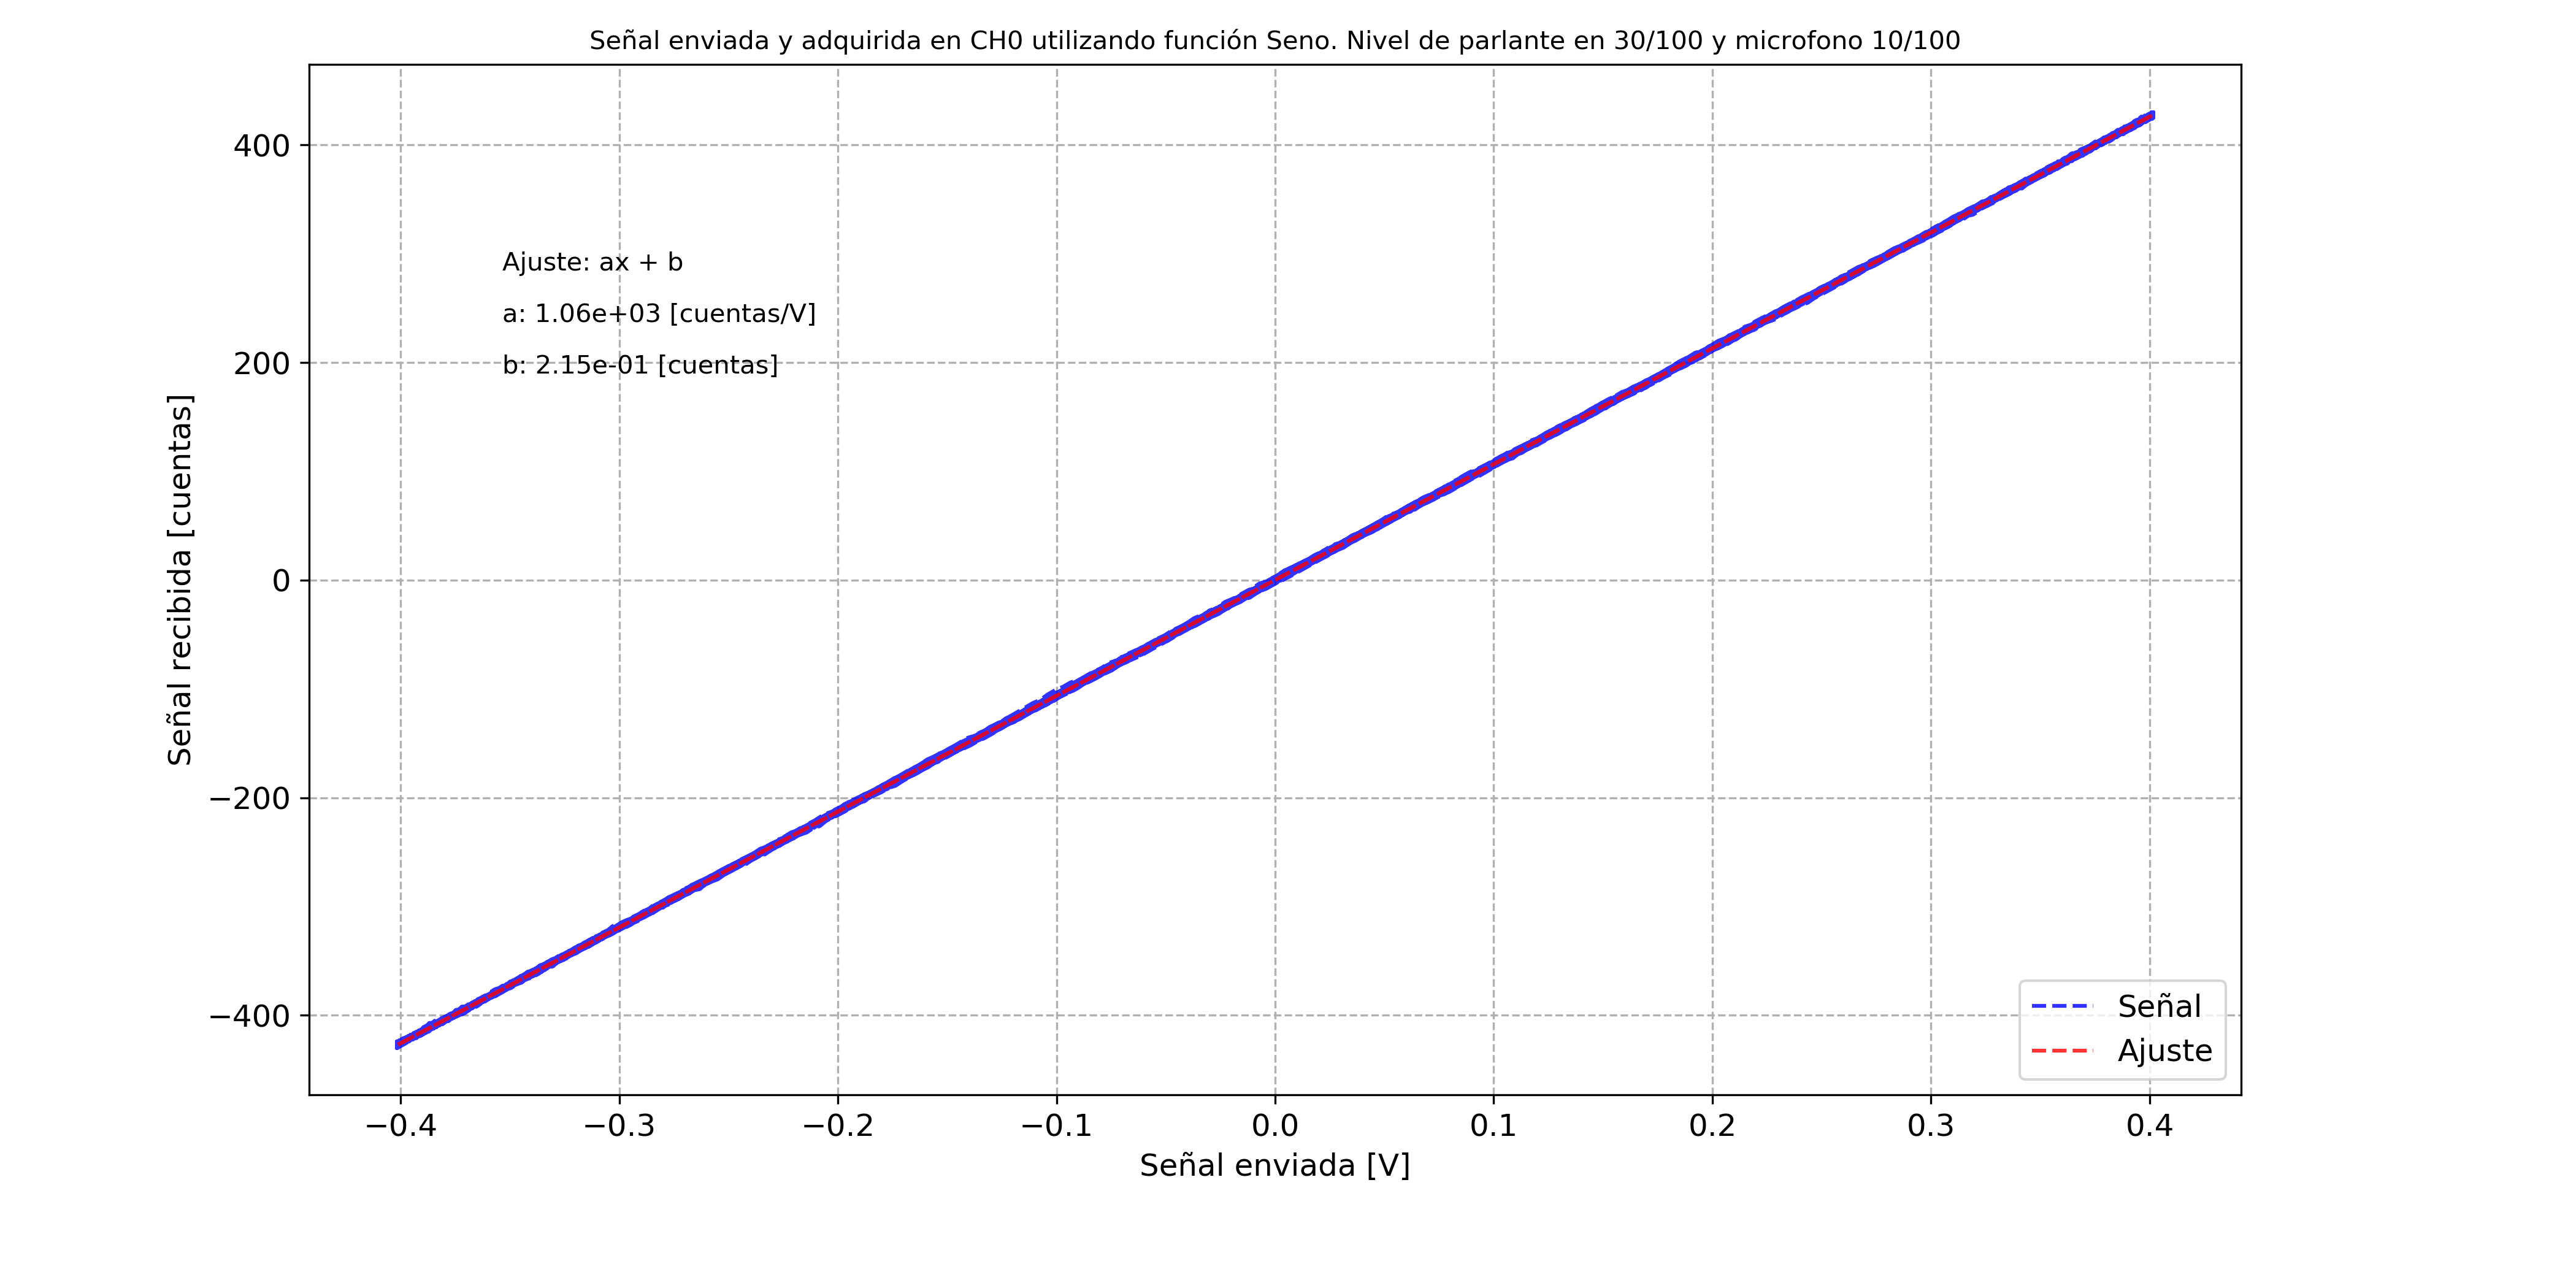 Señal enviada y adquirida en CH0 utilizando función Seno. Nivel de parlante en 30/100 y microfono 10/100
Señal recibida [cuentas]
400
200
0
−200
−400
Ajuste: ax + b
a: 1.06e+03 [cuentas/V]
b: 2.15e-01 [cuentas]
Señal
Ajuste
−0.4 −0.3 −0.2 −0.1 0.0 0.1 0.2 0.3 0.4
Señal enviada [V]